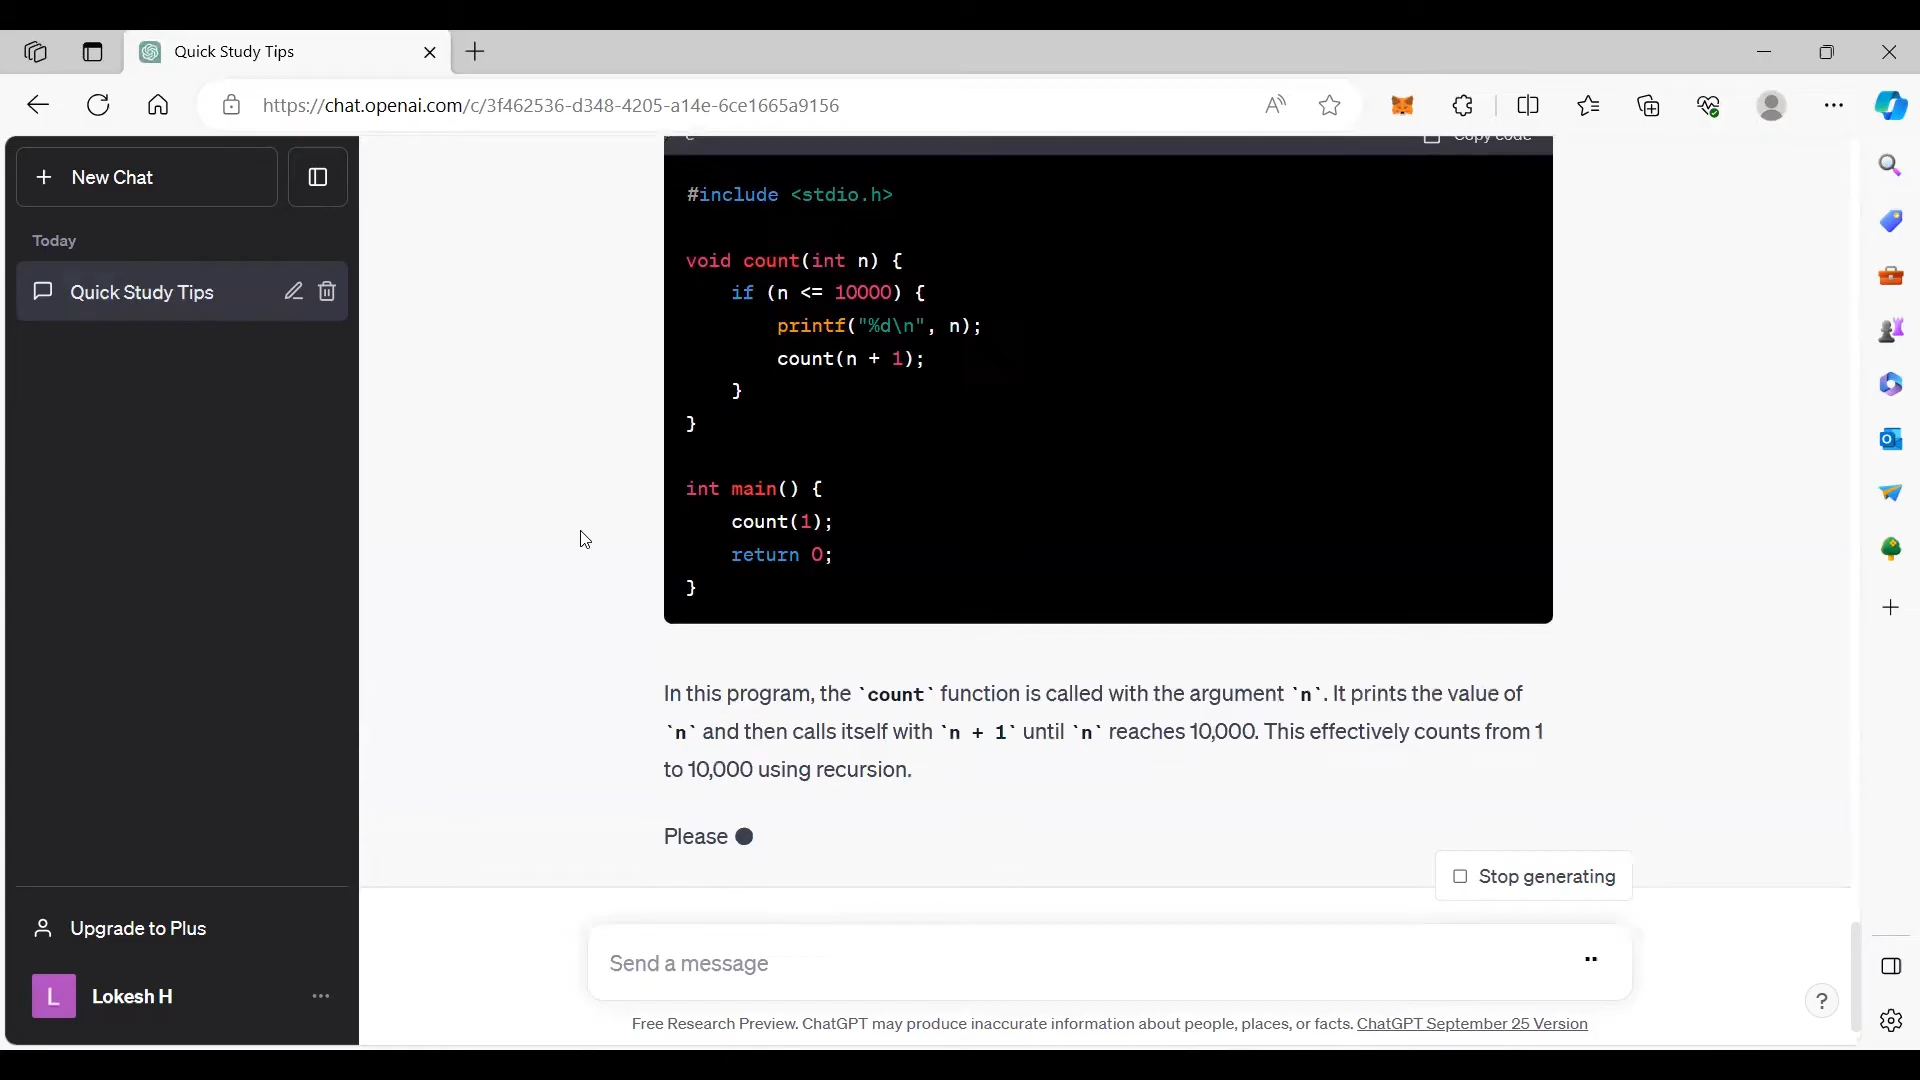 Quick Study Tips
https://chat.openai.com/c/3f462536-d348-4205-a14e-6ce1665a9156
New Chat
Today
Quick Study Tips
Upgrade to Plus
L
Lokesh H
c
Copy code
#include <stdio.h>
void count(int n) {
if (n <= 10000) {
printf("%d\n", n);
count(n + 1);
}
}
int main() {
count(1);
return 0;
}
In this program, the `count` function is called with the argument `n`. It prints the value of
`n` and then calls itself with `n + 1` until `n` reaches 10,000. This effectively counts from 1
to 10,000 using recursion.
Please
Stop generating
Send a message
Free Research Preview. ChatGPT may produce inaccurate information about people, places, or facts. ChatGPT September 25 Version
?